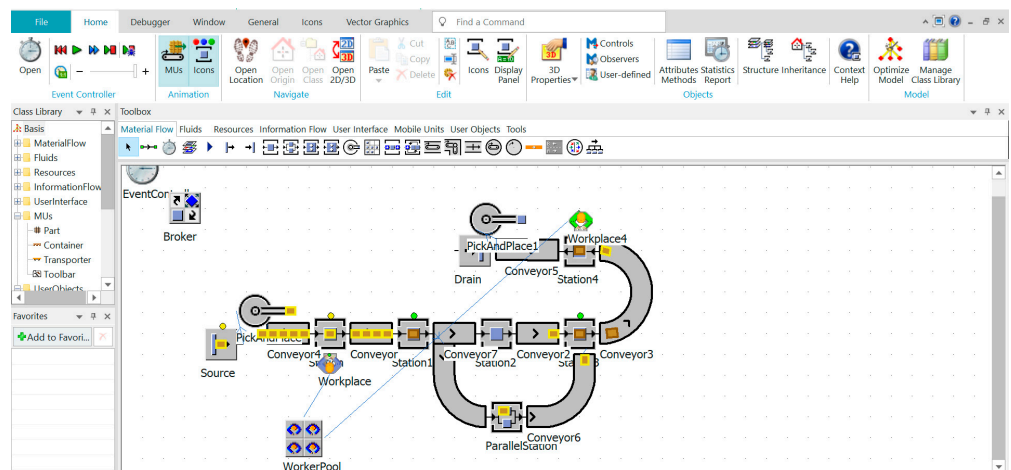 File Home Debugger Window General Icons Vector Graphics Find a Command
Open
MUs Icons
Open Location
Open Origin
Open Class
Open 2D/3D
Paste
Cut
Copy
Delete
Icons
Display Panel
3D Properties
Controls
Observers
User-defined
Attributes Methods
Statistics Report
Structure
Inheritance
Context Help
Optimize Model
Manage Class Library
Event Controller Animation Navigate Edit Objects Model
Class Library
Toolbox
Basis
MaterialFlow
Fluids
Resources
InformationFlow
UserInterface
MUs
Part
Container
Transporter
Toolbar
UserObjects
Favorites
Add to Favori...
Material Flow Fluids Resources Information Flow User Interface Mobile Units User Objects Tools
Broker
PickAndPlace1
Workplace4
Drain
Conveyor5
Station4
Source
Conveyor4
Conveyor
Station1
Conveyor7
Station2
Conveyor2
Conveyor3
Workplace
ParallelStation
Conveyor6
WorkerPool